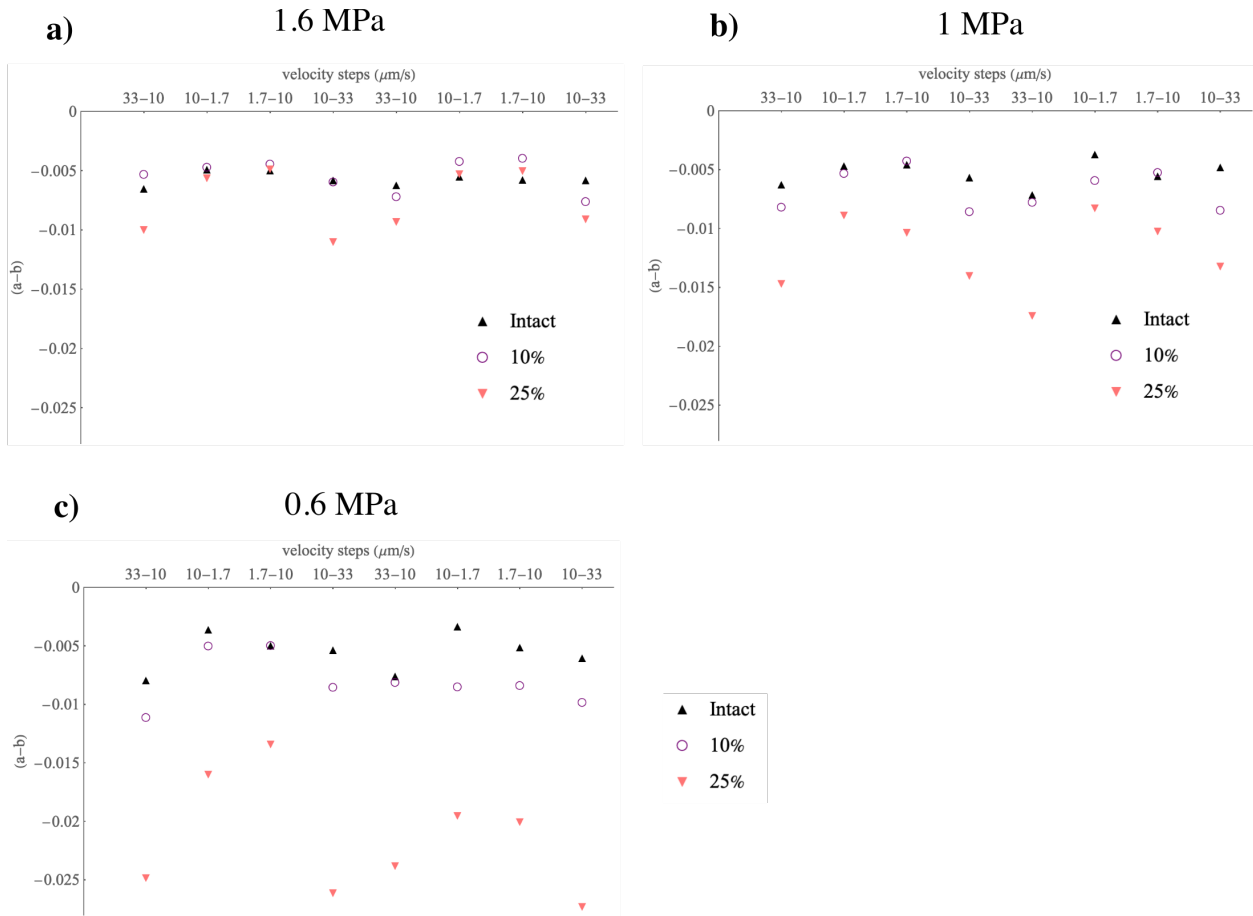 a)
1.6 MPa
velocity steps (μm/s)
33−10 10−1.7 1.7−10 10−33 33−10 10−1.7 1.7−10 10−33
0
−0.005
−0.01
−0.015
−0.02
−0.025
(a−b)
Intact
10%
25%
b)
1 MPa
velocity steps (μm/s)
33−10 10−1.7 1.7−10 10−33 33−10 10−1.7 1.7−10 10−33
0
−0.005
−0.01
−0.015
−0.02
−0.025
(a−b)
Intact
10%
25%
c)
0.6 MPa
velocity steps (μm/s)
33−10 10−1.7 1.7−10 10−33 33−10 10−1.7 1.7−10 10−33
0
−0.005
−0.01
−0.015
−0.02
−0.025
(a−b)
Intact
10%
25%